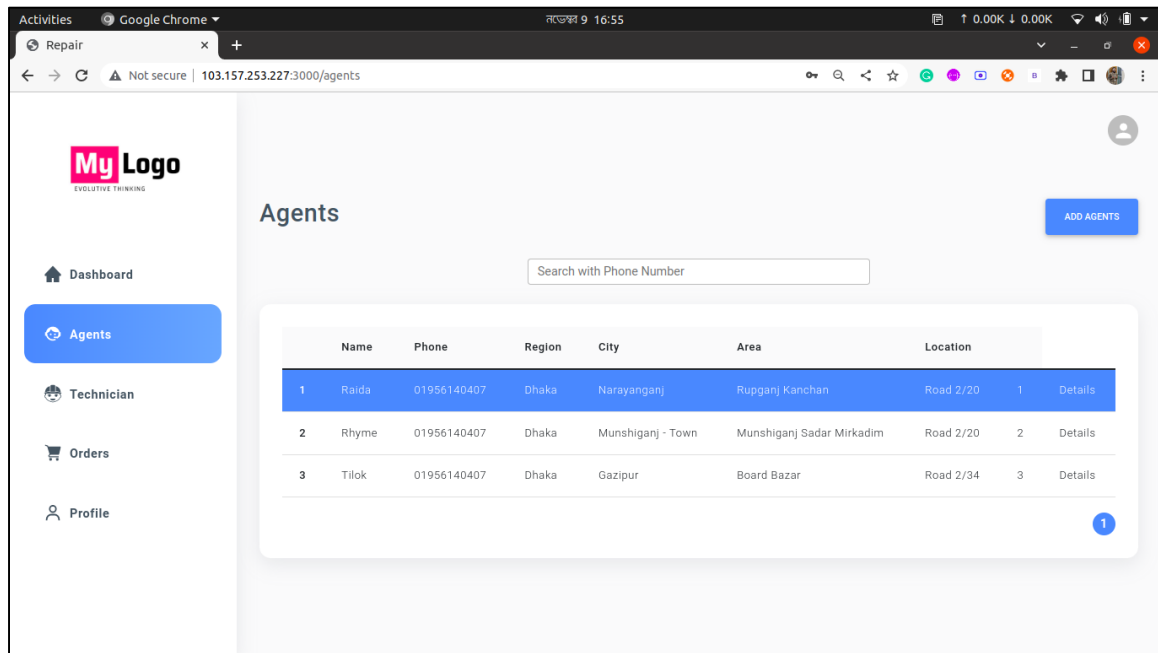 Activities Google Chrome নভেম্বর 9 16:55 ↑ 0.00K ↓ 0.00K
Repair
Not secure | 103.157.253.227:3000/agents
My Logo
EVOLUTIVE THINKING
Agents
ADD AGENTS
Search with Phone Number
Dashboard
Agents
Technician
Orders
Profile
Name Phone Region City Area Location
1 Raida 01956140407 Dhaka Narayanganj Rupganj Kanchan Road 2/20 1 Details
2 Rhyme 01956140407 Dhaka Munshiganj - Town Munshiganj Sadar Mirkadim Road 2/20 2 Details
3 Tilok 01956140407 Dhaka Gazipur Board Bazar Road 2/34 3 Details
1